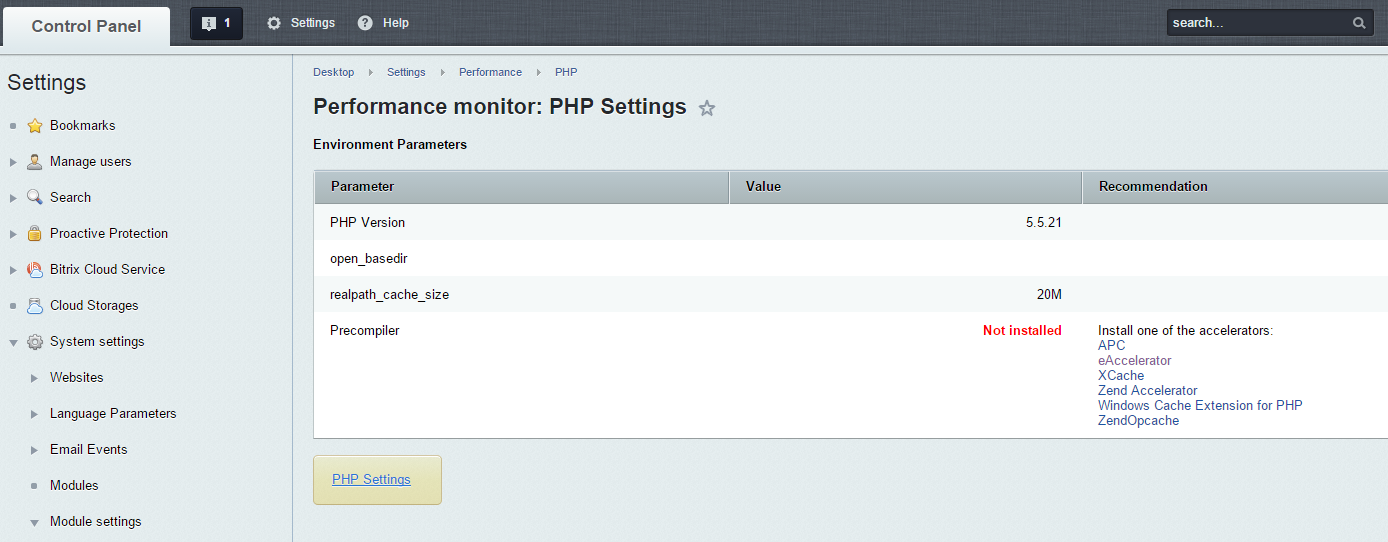 Control Panel
1
Settings
Help
search...
Settings
Bookmarks
Manage users
Search
Proactive Protection
Bitrix Cloud Service
Cloud Storages
System settings
Websites
Language Parameters
Email Events
Modules
Module settings
Desktop Settings Performance PHP
Performance monitor: PHP Settings
Environment Parameters
Parameter Value Recommendation
PHP Version 5.5.21
open_basedir
realpath_cache_size 20M
Precompiler Not installed Install one of the accelerators:
APC
eAccelerator
XCache
Zend Accelerator
Windows Cache Extension for PHP
ZendOpcache
PHP Settings